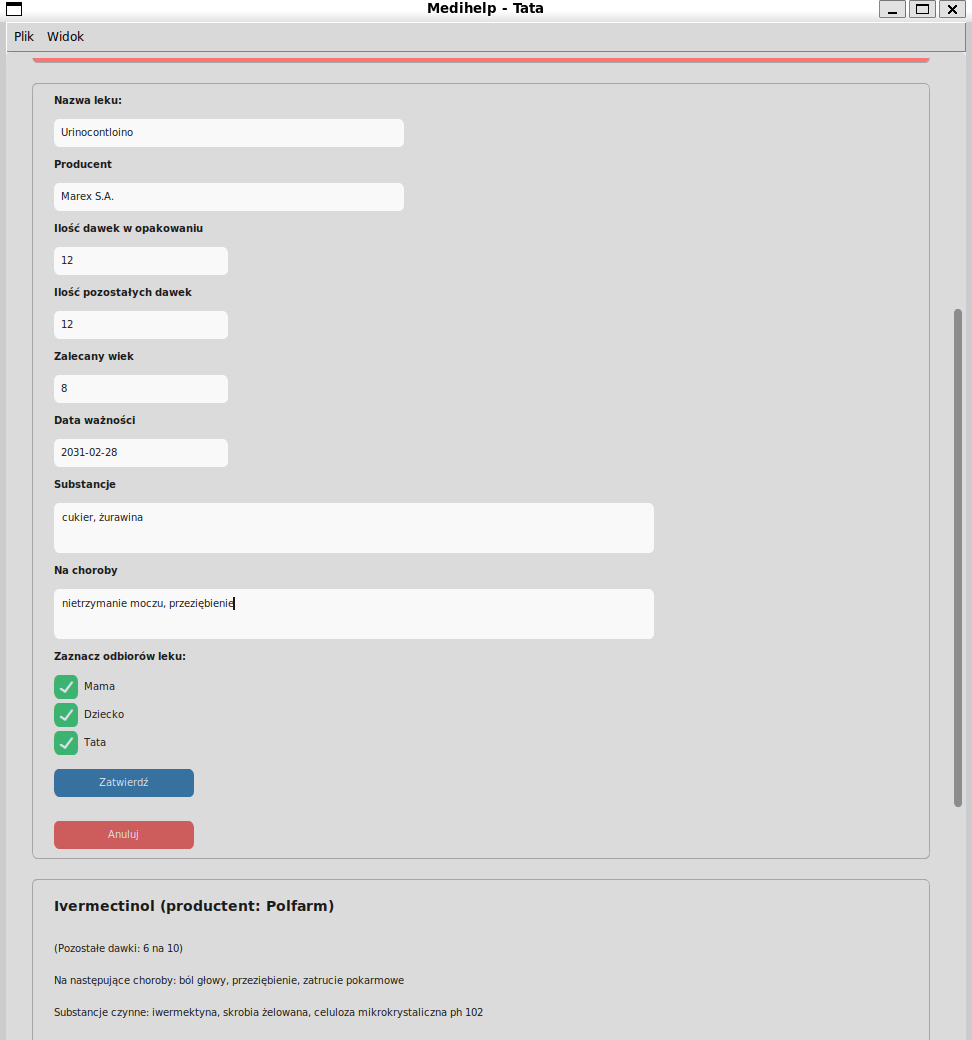 Medihelp - Tata
Plik Widok
Nazwa leku:
Urinocontloino
Producent
Marex S.A.
Ilość dawek w opakowaniu
12
Ilość pozostałych dawek
12
Zalecany wiek
8
Data ważności
2031-02-28
Substancje
cukier, żurawina
Na choroby
nietrzymanie moczu, przeziębienie
Zaznacz odbiorów leku:
Mama
Dziecko
Tata
Zatwierdź
Anuluj
Ivermectinol (productent: Polfarm)
(Pozostałe dawki: 6 na 10)
Na następujące choroby: ból głowy, przeziębienie, zatrucie pokarmowe
Substancje czynne: iwermektyna, skrobia żelowana, celuloza mikrokrystaliczna ph 102